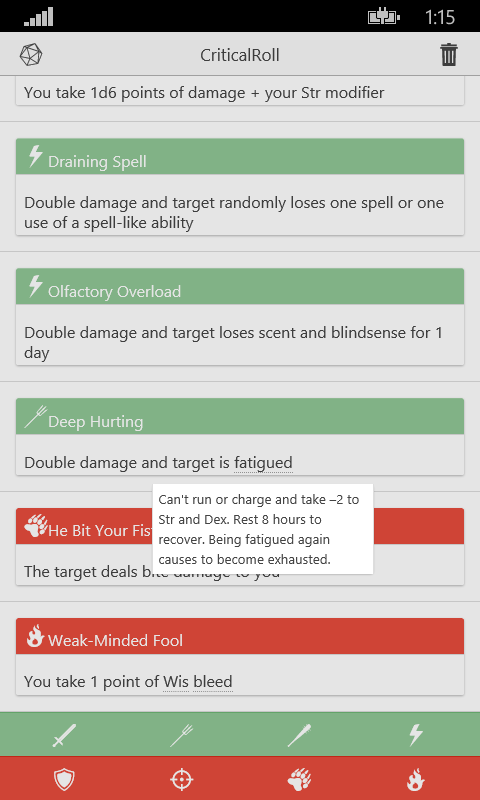 1:15
CriticalRoll
You take 1d6 points of damage + your Str modifier
Draining Spell
Double damage and target randomly loses one spell or one
use of a spell-like ability
Olfactory Overload
Double damage and target loses scent and blindsense for 1
day
Deep Hurting
Double damage and target is fatigued
Can't run or charge and take –2 to
Str and Dex. Rest 8 hours to
recover. Being fatigued again
causes to become exhausted.
He Bit Your Fis
The target deals bite damage to you
Weak-Minded Fool
You take 1 point of Wis bleed